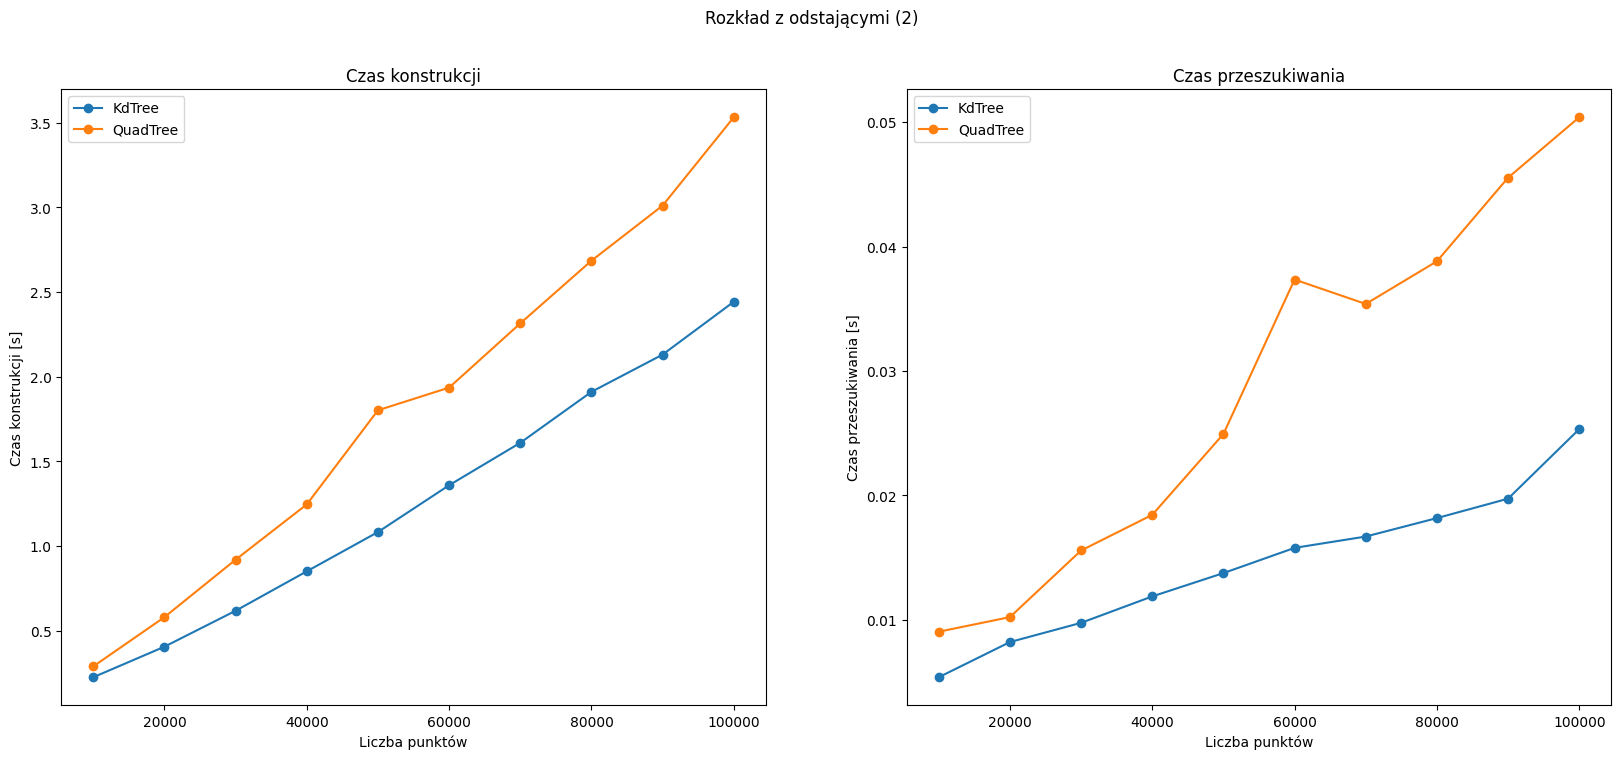 Rozkład z odstającymi (2)
Czas konstrukcji
KdTree
QuadTree
3.5
3.0
2.5
2.0
1.5
1.0
0.5
Czas konstrukcji [s]
20000
40000
60000
80000
100000
Liczba punktów
Czas przeszukiwania
KdTree
QuadTree
0.05
0.04
0.03
0.02
0.01
Czas przeszukiwania [s]
20000
40000
60000
80000
100000
Liczba punktów